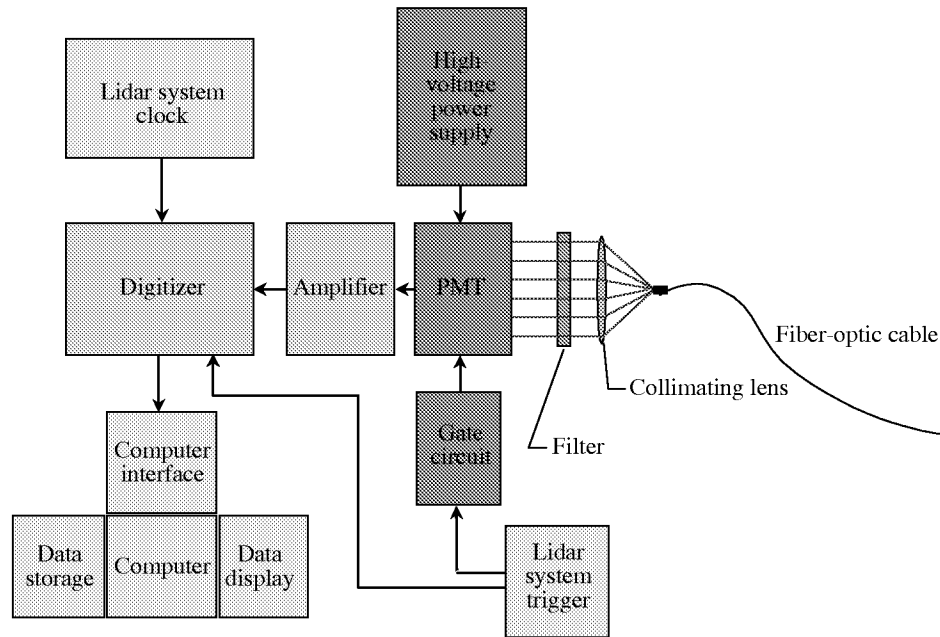 High
voltage
power
supply
Lidar system
clock
Digitizer
Amplifier
PMT
Fiber-optic cable
Collimating lens
Filter
Gate
circuit
Computer
interface
Data
storage
Computer
Data
display
Lidar
system
trigger